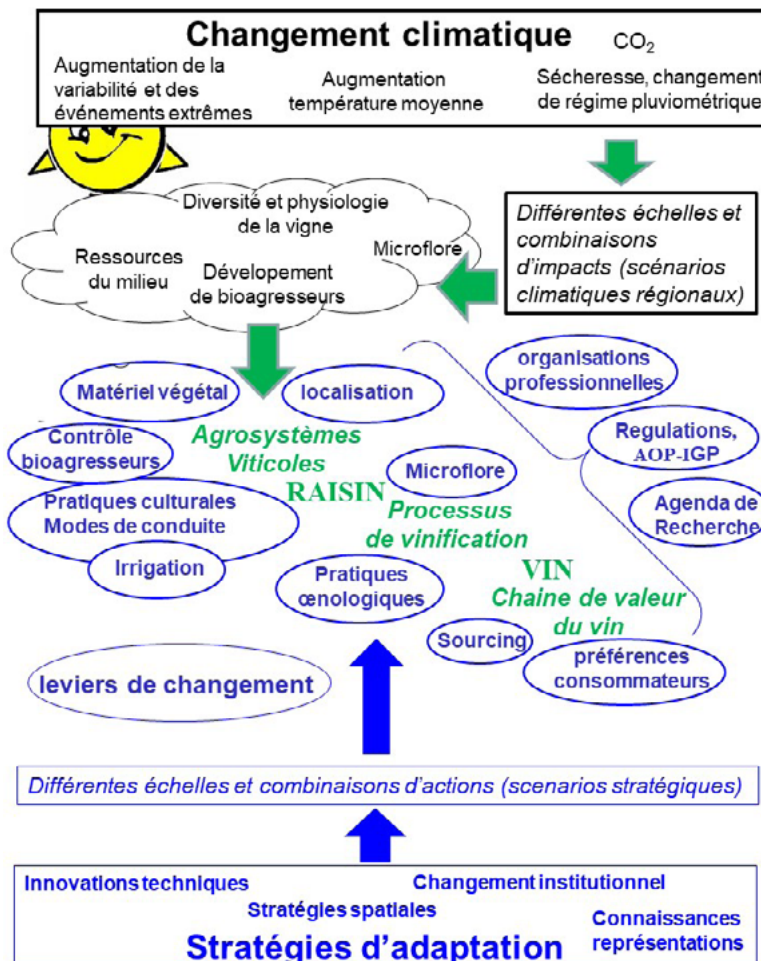 Changement climatique
CO₂
Augmentation de la
variabilité et des
événements extrêmes
Augmentation
température moyenne
Sécheresse, changement
de régime pluviométrique
Diversité et physiologie
de la vigne
Ressources
du milieu
Microflore
Dévelopement
de bioagresseurs
Différentes échelles et
combinaisons
d'impacts (scénarios
climatiques régionaux)
Matériel végétal
localisation
organisations
professionnelles
Contrôle
bioagresseurs
Agrosystèmes
Viticoles
Regulations,
AOP-IGP
RAISIN
Microflore
Pratiques culturales
Modes de conduite
Processus
de vinification
Agenda de
Recherche
Irrigation
Pratiques
œnologiques
VIN
Chaine de valeur
du vin
Sourcing
préférences
consommateurs
leviers de changement
Différentes échelles et combinaisons d'actions (scenarios stratégiques)
Innovations techniques
Changement institutionnel
Stratégies spatiales
Connaissances
représentations
Stratégies d'adaptation